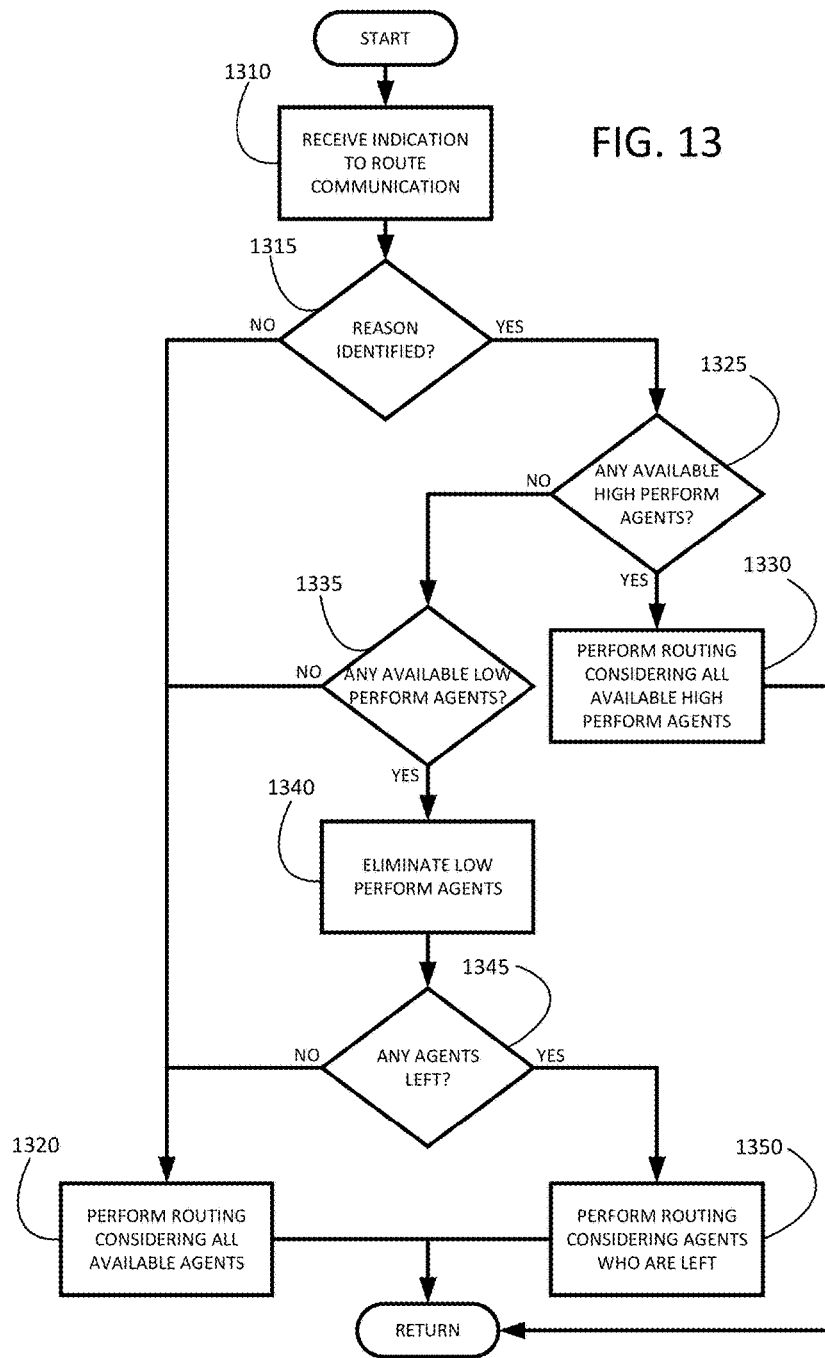 START
1310
RECEIVE INDICATION
TO ROUTE
COMMUNICATION
FIG. 13
1315
REASON
IDENTIFIED?
NO
YES
1325
ANY AVAILABLE
HIGH PERFORM
AGENTS?
NO
YES
1330
PERFORM ROUTING
CONSIDERING ALL
AVAILABLE HIGH
PERFORM AGENTS
1335
ANY AVAILABLE LOW
PERFORM AGENTS?
NO
YES
1340
ELIMINATE LOW
PERFORM AGENTS
1345
ANY AGENTS
LEFT?
NO
YES
1320
PERFORM ROUTING
CONSIDERING ALL
AVAILABLE AGENTS
1350
PERFORM ROUTING
CONSIDERING AGENTS
WHO ARE LEFT
RETURN